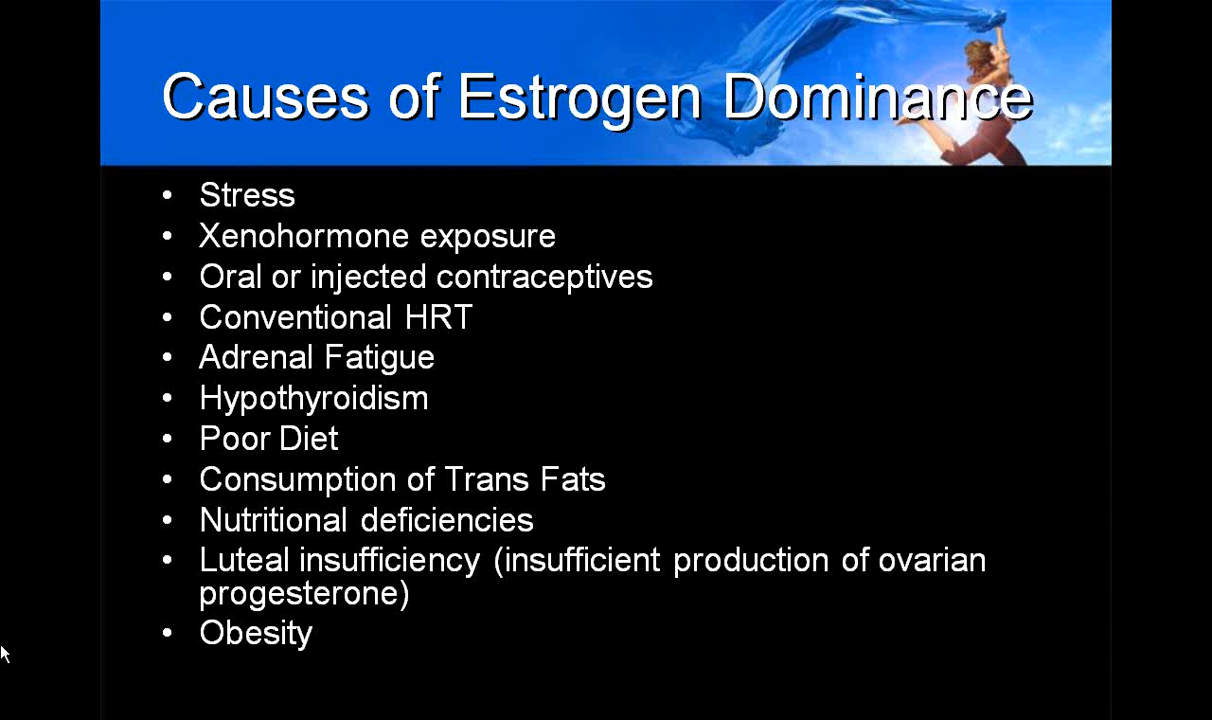 Causes of Estrogen Dominance
• Stress
• Xenohormone exposure
• Oral or injected contraceptives
• Conventional HRT
• Adrenal Fatigue
• Hypothyroidism
• Poor Diet
• Consumption of Trans Fats
• Nutritional deficiencies
• Luteal insufficiency (insufficient production of ovarian
progesterone)
• Obesity